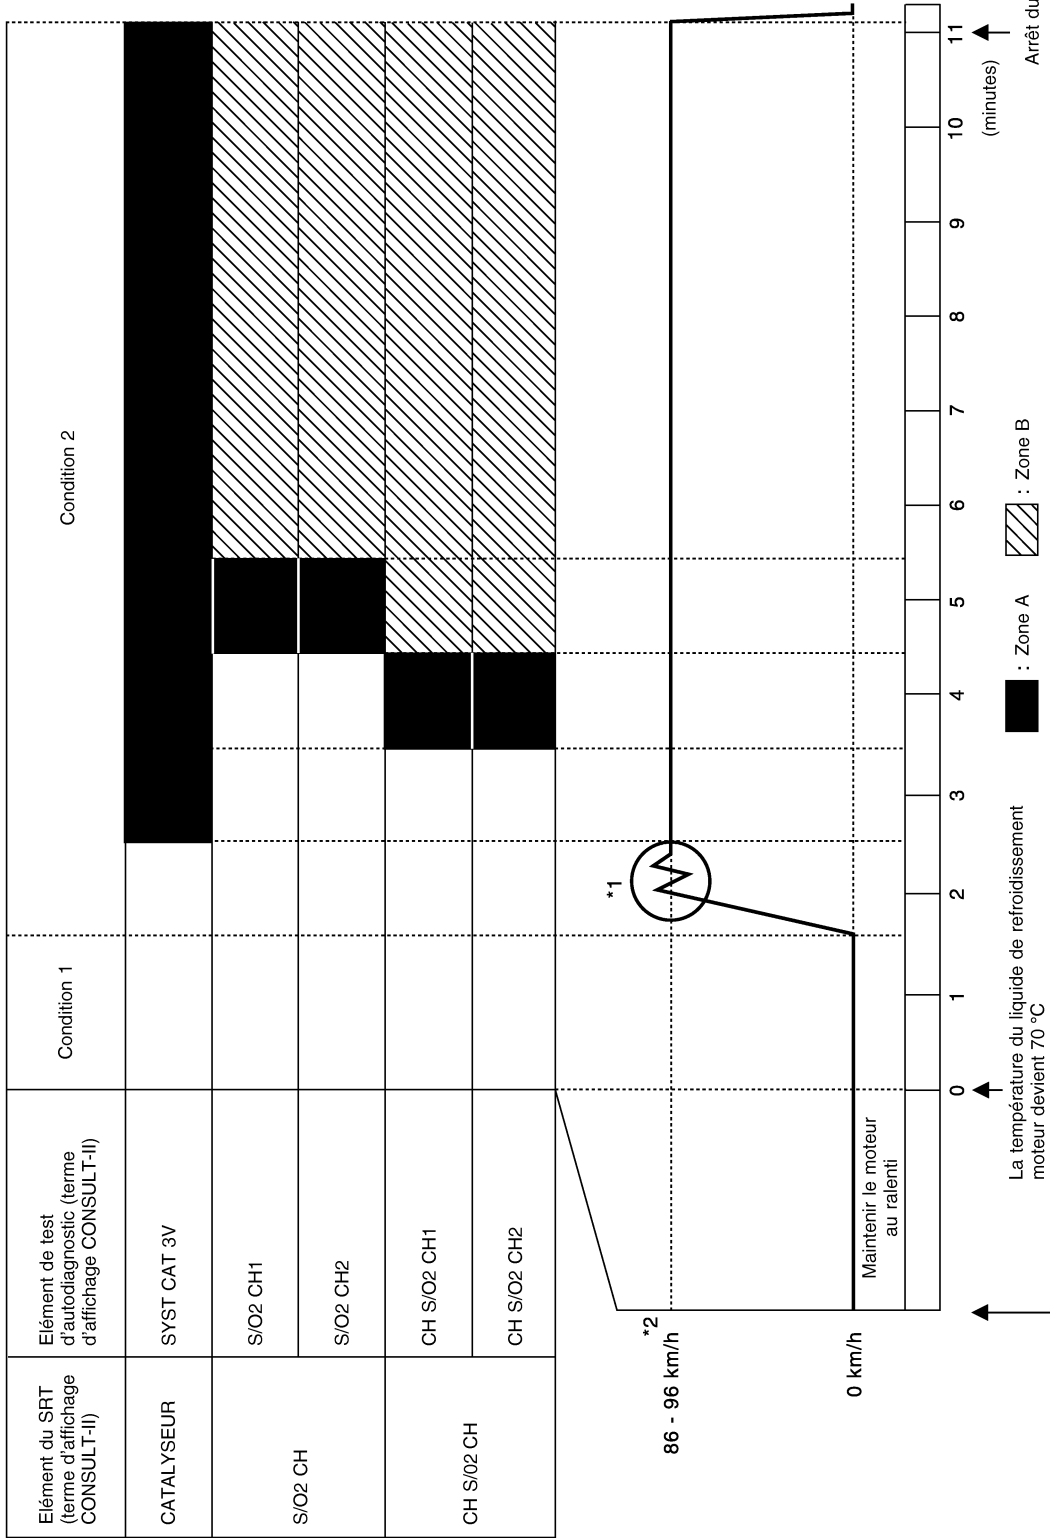 Elément du SRT
(terme d'affichage
CONSULT-II)
Elément de test
d'autodiagnostic (terme
d'affichage CONSULT-II)
Condition 1
Condition 2
CATALYSEUR
SYST CAT 3V
S/O2 CH
S/O2 CH1
S/O2 CH2
CH S/02 CH
CH S/O2 CH1
CH S/O2 CH2
*1
*2
86 - 96 km/h
0 km/h
Maintenir le moteur
au ralenti
0 1 2 3 4 5 6 7 8 9 10 11
(minutes)
La température du liquide de refroidissement
moteur devient 70 °C
: Zone A
: Zone B
Arrêt du